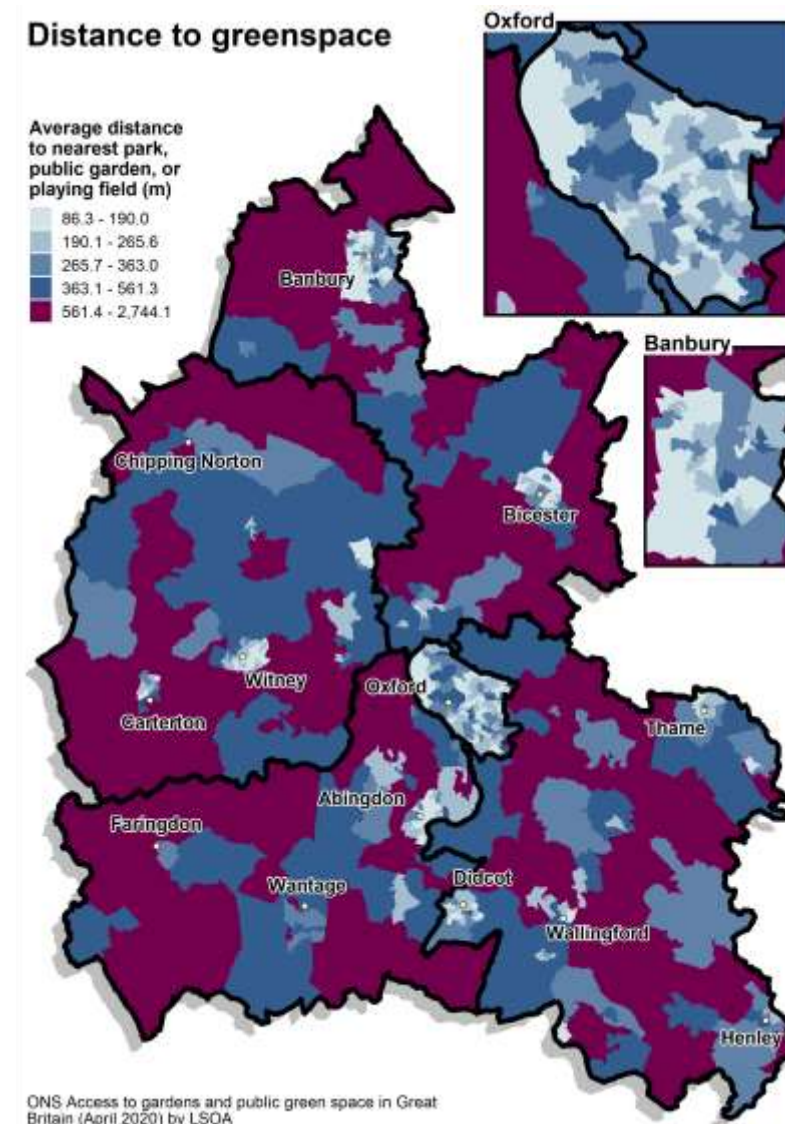 Distance to greenspace
Average distance
to nearest park,
public garden, or
playing field (m)
86.3 - 190.0
190.1 - 265.6
265.7 - 363.0
363.1 - 561.3
561.4 - 2,744.1
Oxford
Banbury
Banbury
Chipping Norton
Bicester
Witney
Oxford
Carterton
Thame
Abingdon
Faringdon
Wantage
Didcot
Wallingford
Henley
ONS Access to gardens and public green space in Great
Britain (April 2020) by LSOA